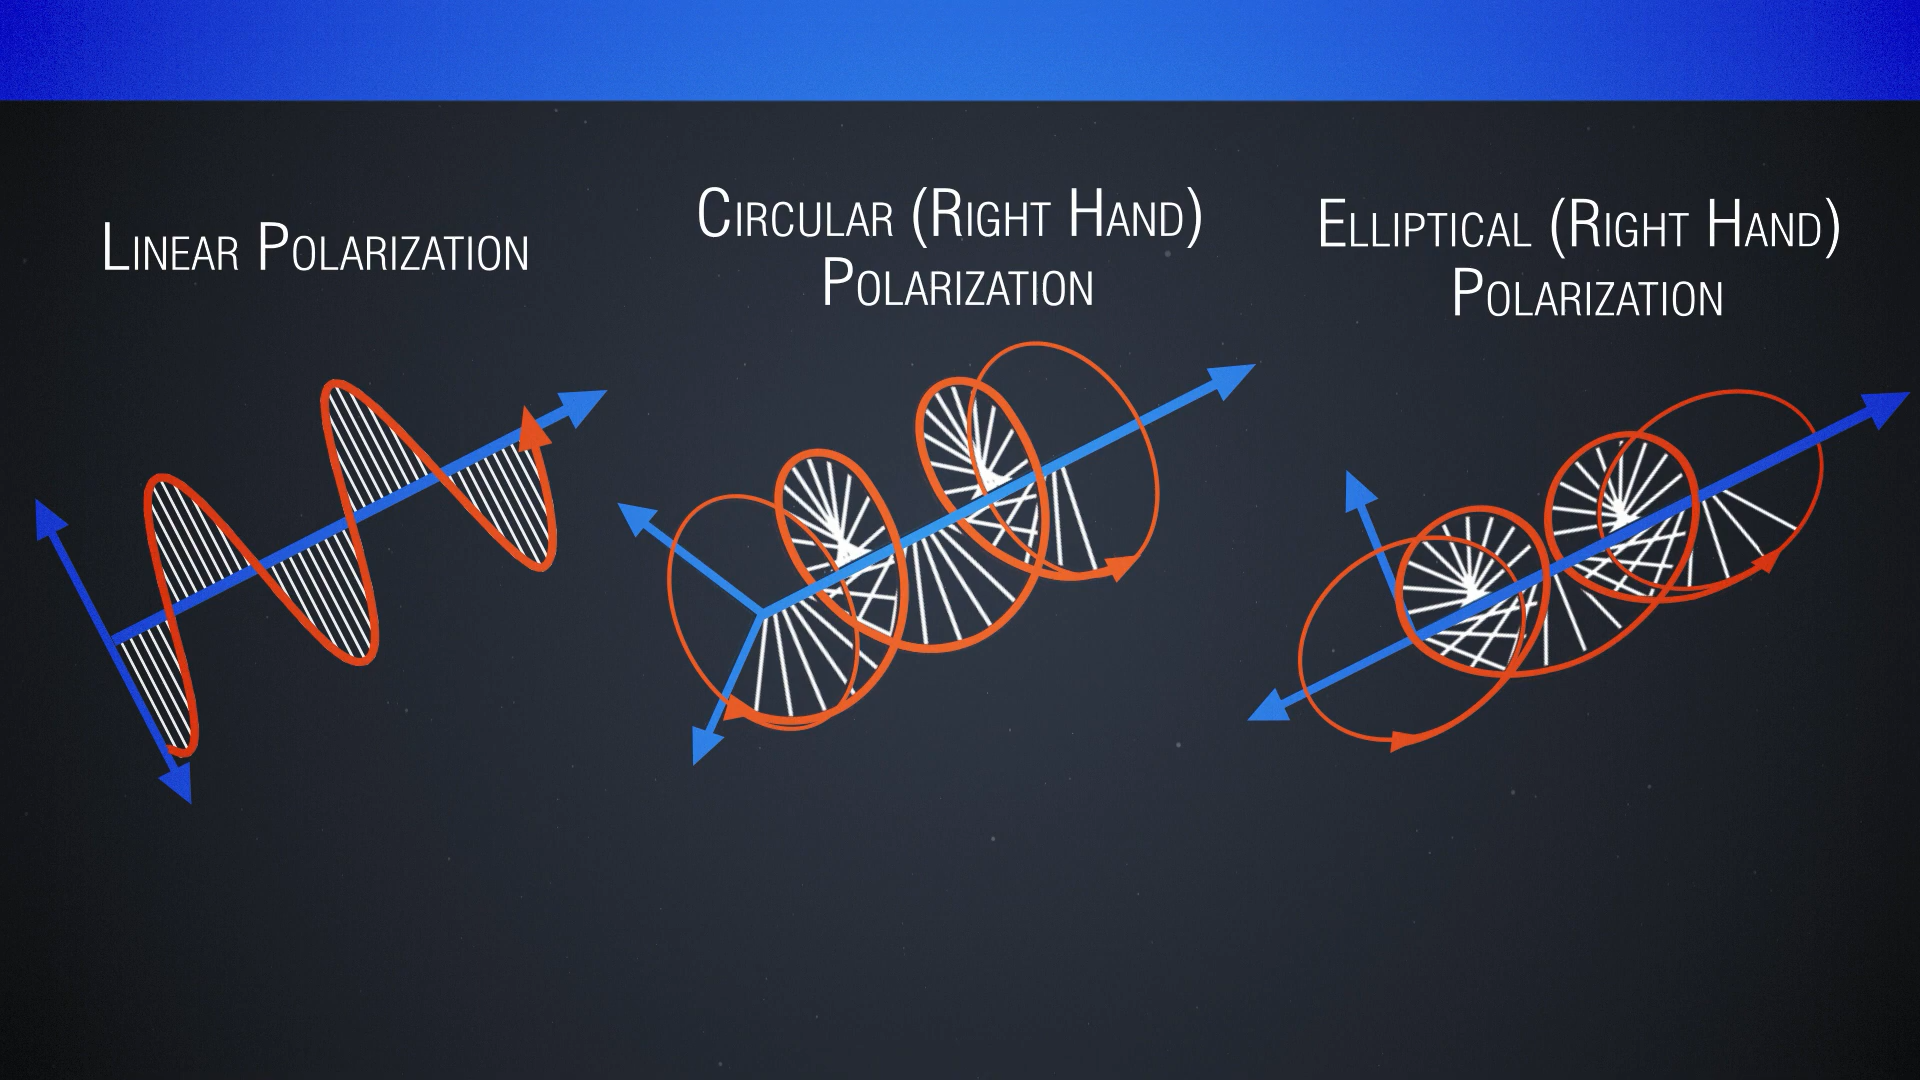 Linear Polarization
Circular (Right Hand)
Polarization
Elliptical (Right Hand)
Polarization